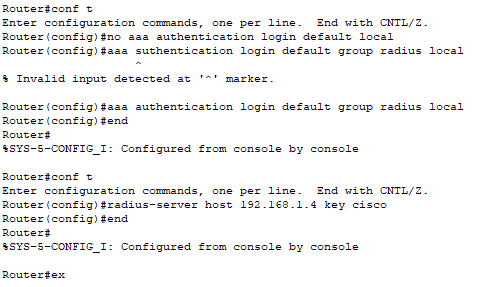 Router#conf t
Enter configuration commands, one per line.  End with CNTL/Z.
Router(config)#no aaa authentication login default local
Router(config)#aaa suthentication login default group radius local
                   ^
% Invalid input detected at '^' marker.

Router(config)#aaa authentication login default group radius local
Router(config)#end
Router#
%SYS-5-CONFIG_I: Configured from console by console

Router#conf t
Enter configuration commands, one per line.  End with CNTL/Z.
Router(config)#radius-server host 192.168.1.4 key cisco
Router(config)#end
Router#
%SYS-5-CONFIG_I: Configured from console by console

Router#ex